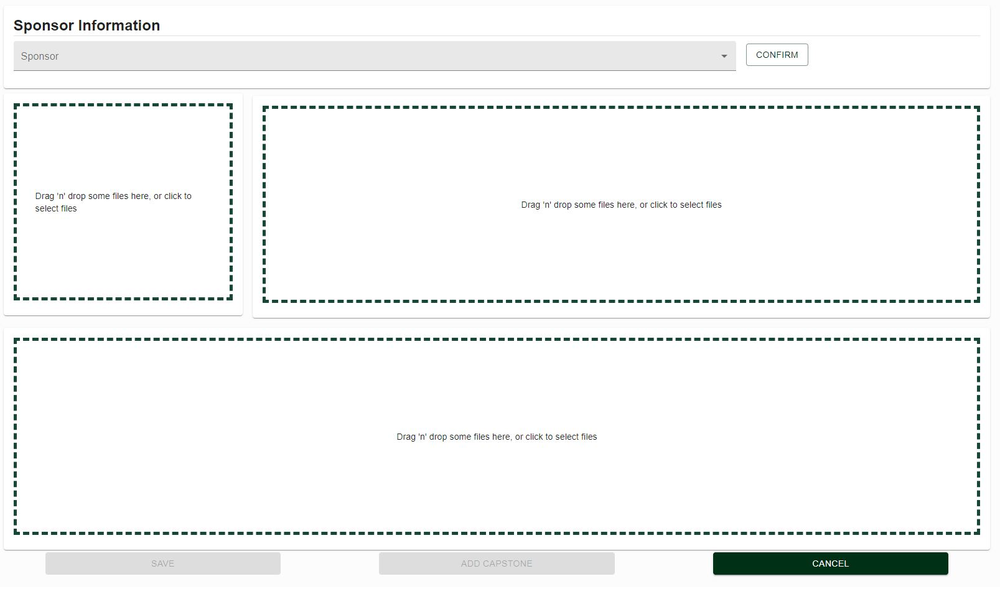 Sponsor Information
Sponsor
CONFIRM
Drag 'n' drop some files here, or click to
select files
Drag 'n' drop some files here, or click to select files
Drag 'n' drop some files here, or click to select files
SAVE
ADD CAPSTONE
CANCEL